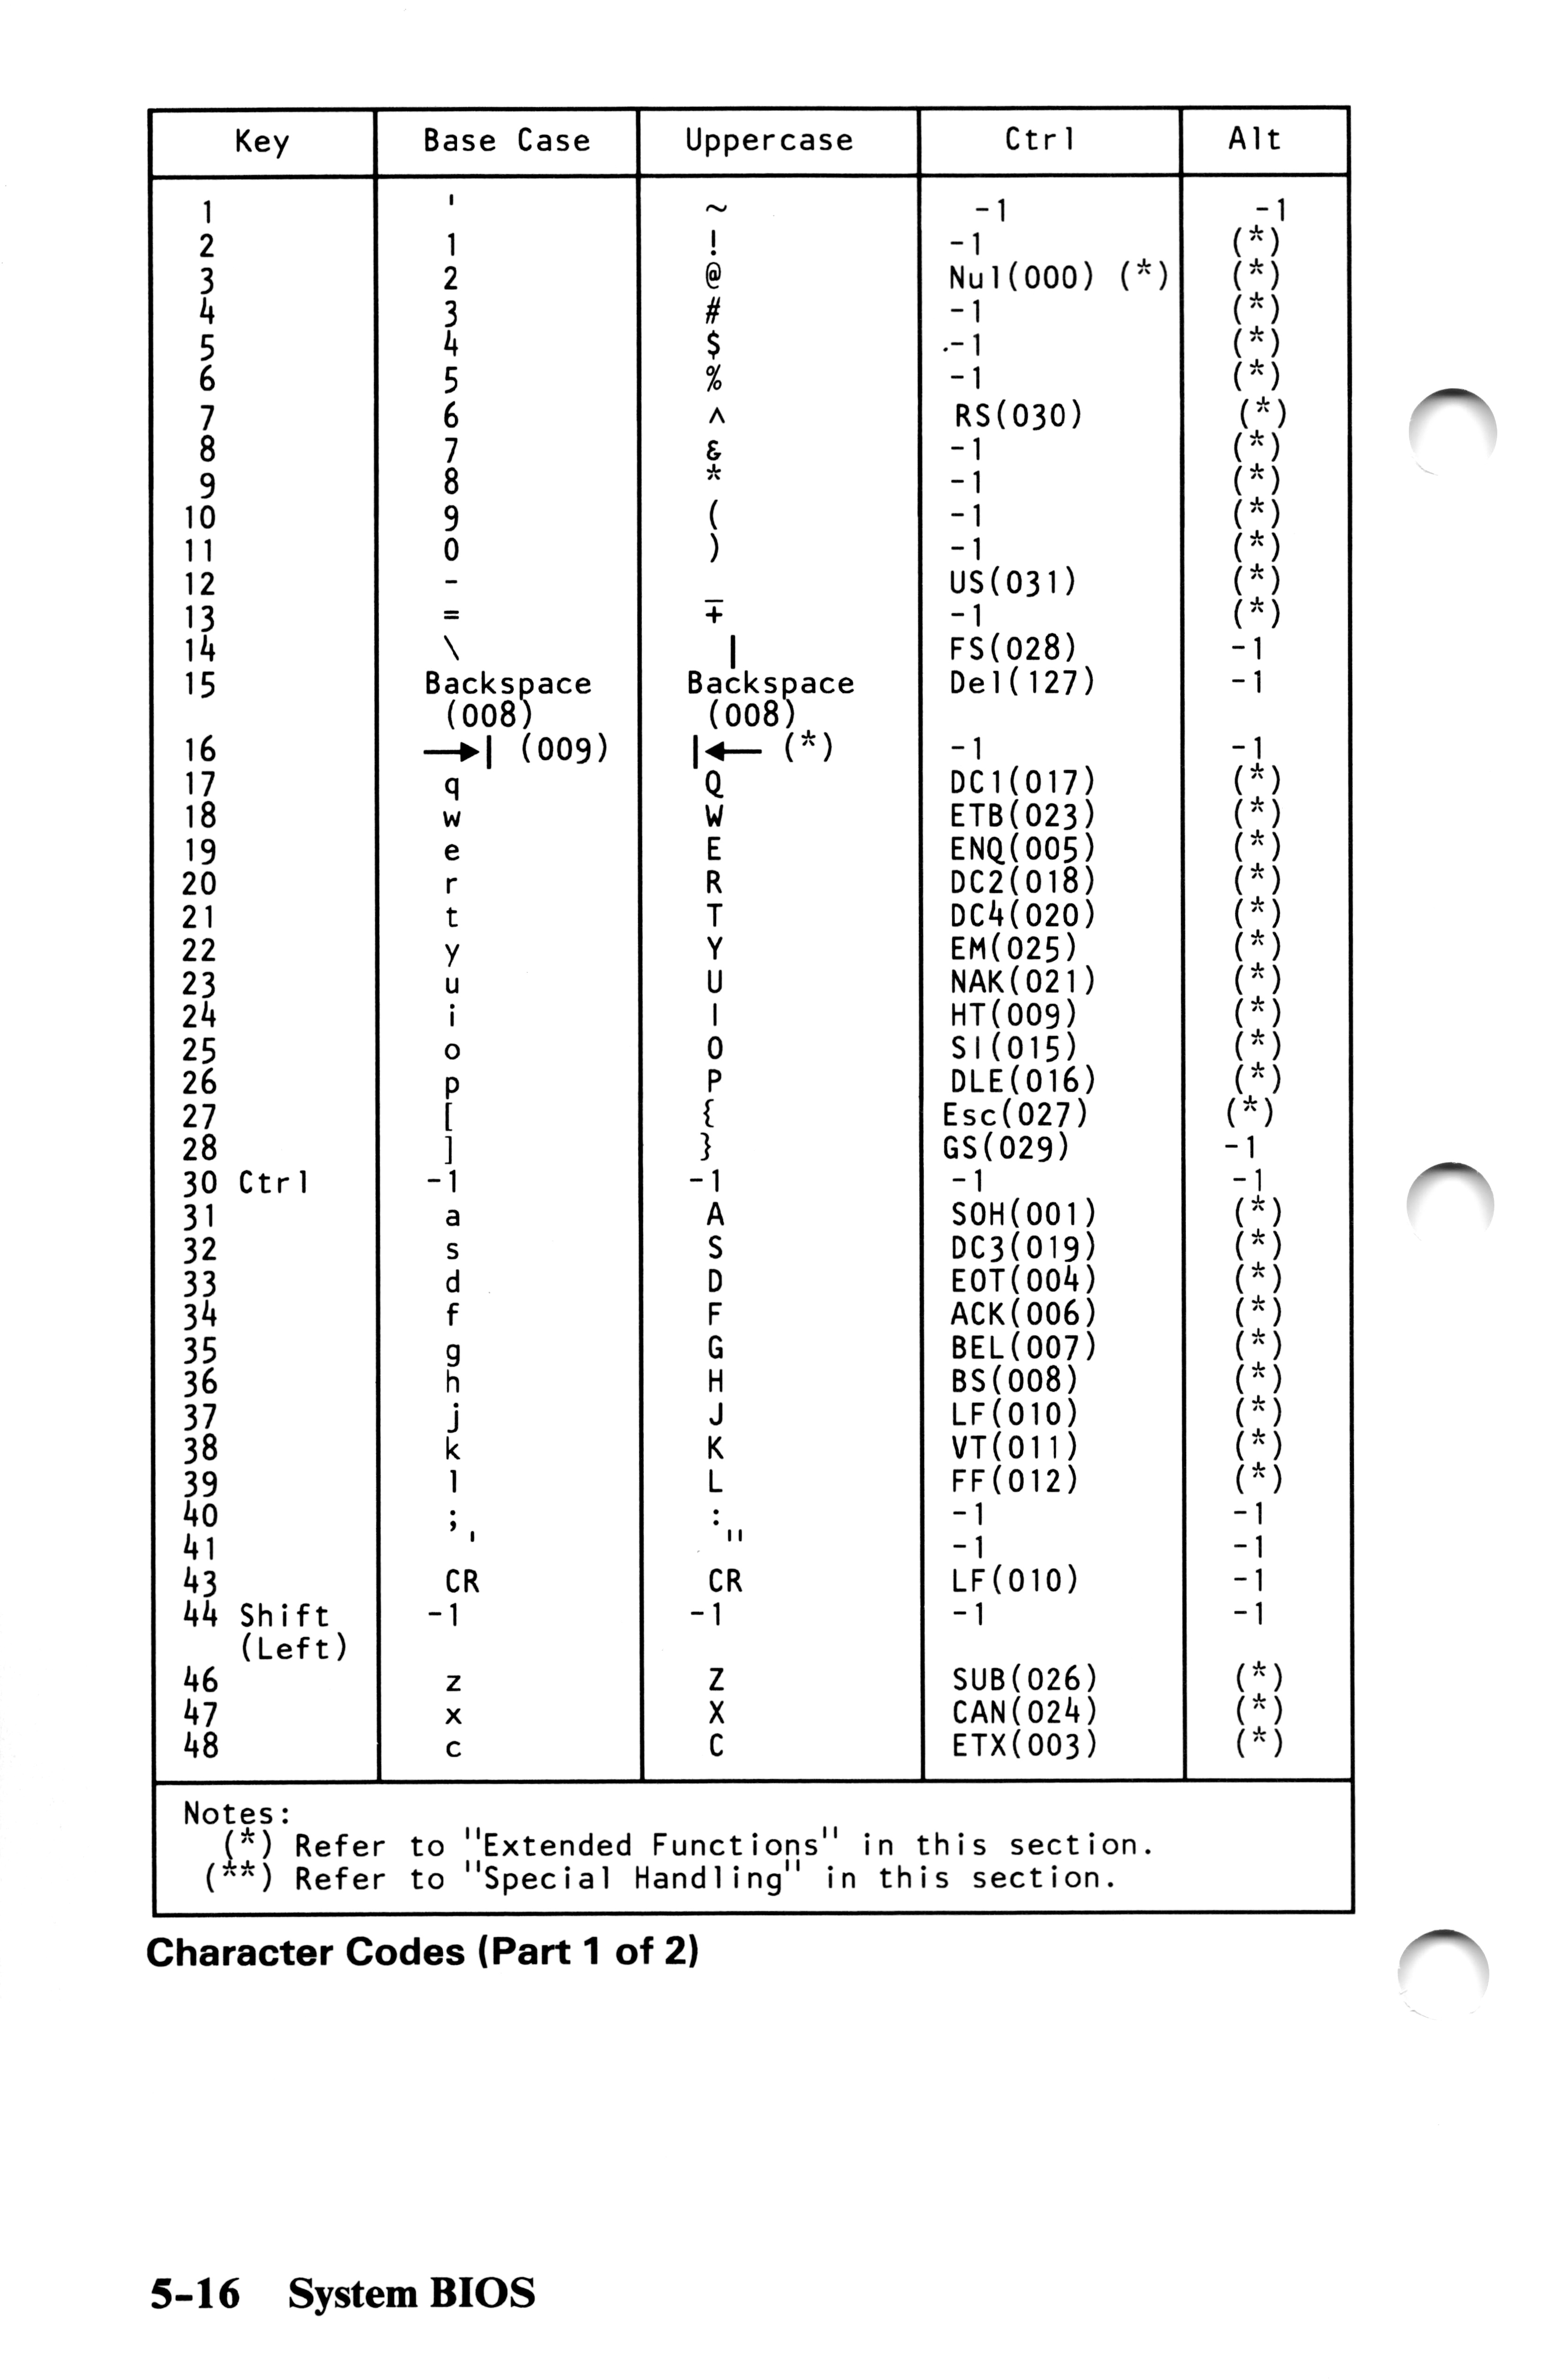 Key Base Case Uppercase Ctrl Alt
1 ' ~ -1 -1
2 1 ! -1 (*)
3 2 @ Nul(000) (*) (*)
4 3 # -1 (*)
5 4 $ -1 (*)
6 5 % -1 (*)
7 6 ^ RS(030) (*)
8 7 & -1 (*)
9 8 * -1 (*)
10 9 ( -1 (*)
11 0 ) -1 (*)
12 - _ US(031) (*)
13 = + -1 (*)
14 \ | FS(028) -1
15 Backspace Backspace Del(127) -1
(008) (008)
16 →| (009) |← (*) -1 -1
17 q Q DC1(017) (*)
18 w W ETB(023) (*)
19 e E ENQ(005) (*)
20 r R DC2(018) (*)
21 t T DC4(020) (*)
22 y Y EM(025) (*)
23 u U NAK(021) (*)
24 i I HT(009) (*)
25 o O SI(015) (*)
26 p P DLE(016) (*)
27 [ { Esc(027) (*)
28 ] } GS(029) -1
30 Ctrl -1 -1 -1 -1
31 a A SOH(001) (*)
32 s S DC3(019) (*)
33 d D EOT(004) (*)
34 f F ACK(006) (*)
35 g G BEL(007) (*)
36 h H BS(008) (*)
37 j J LF(010) (*)
38 k K VT(011) (*)
39 l L FF(012) (*)
40 ; : -1 -1
41 ' " -1 -1
43 CR CR LF(010) -1
44 Shift -1 -1 -1 -1
(Left)
46 z Z SUB(026) (*)
47 x X CAN(024) (*)
48 c C ETX(003) (*)
Notes:
(*) Refer to "Extended Functions" in this section.
(**) Refer to "Special Handling" in this section.
Character Codes (Part 1 of 2)
5-16 System BIOS